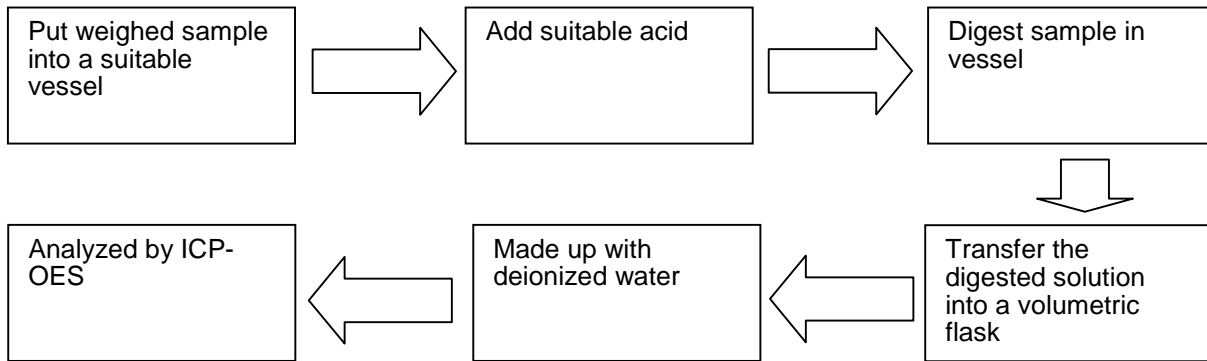 Put weighed sample
into a suitable
vessel
Add suitable acid
Digest sample in
vessel
Transfer the
digested solution
into a volumetric
flask
Made up with
deionized water
Analyzed by ICP-
OES